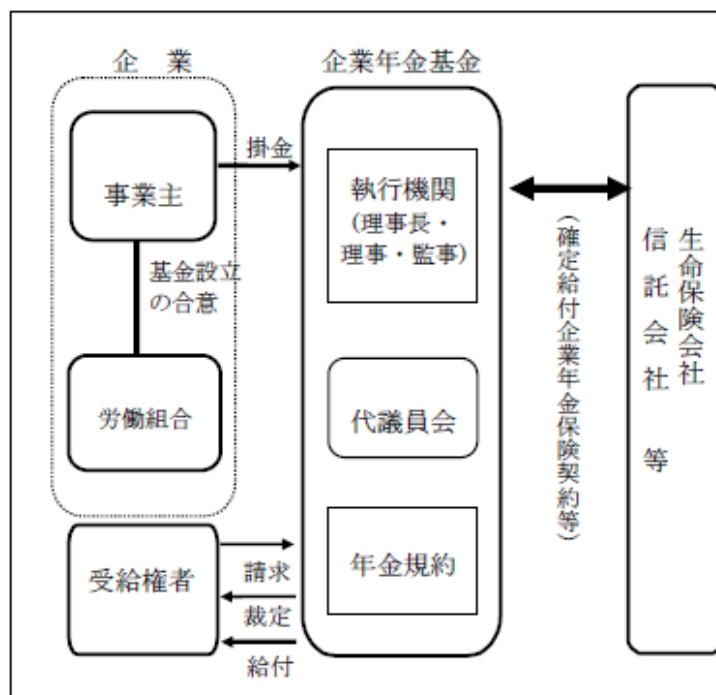 企 業
事業主
基金設立
の合意
労働組合
受給権者
掛金
請求
裁定
給付
企業年金基金
執行機関
(理事長・
理事・監事)
代議員会
年金規約
(確定給付企業年金保険契約等)
生命保険会社
信託会社 等